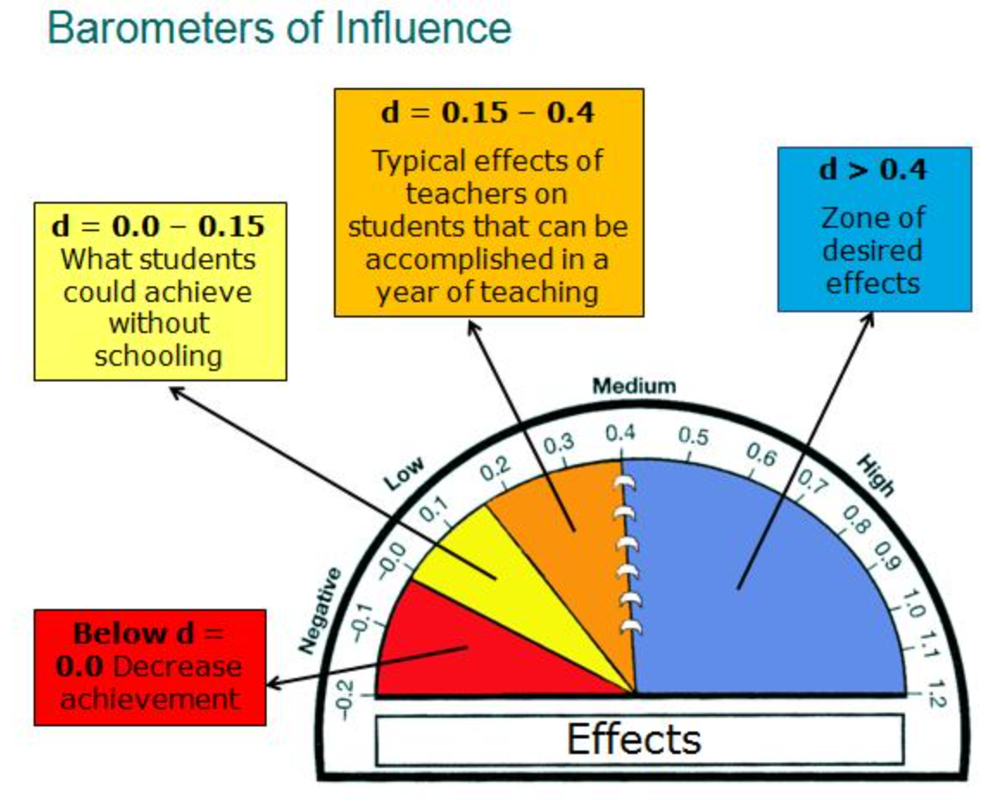 Barometers of Influence
d = 0.15 – 0.4
Typical effects of
teachers on
students that can be
accomplished in a
year of teaching
d > 0.4
Zone of
desired
effects
d = 0.0 – 0.15
What students
could achieve
without
schooling
Below d =
0.0 Decrease
achievement
Negative
Low
Medium
High
–0.2
–0.1
–0.0
0.1
0.2
0.3
0.4
0.5
0.6
0.7
0.8
0.9
1.0
1.1
1.2
Effects